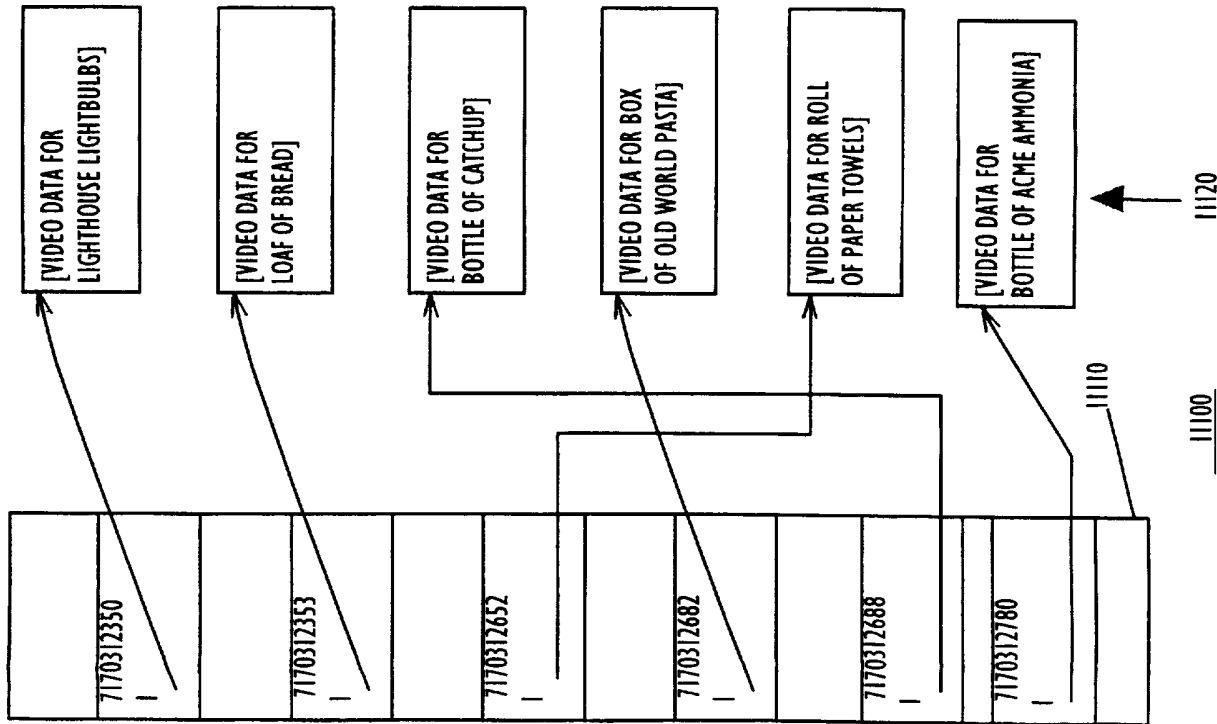 7170312350
[VIDEO DATA FOR
LIGHTHOUSE LIGHTBULBS]
7170312353
[VIDEO DATA FOR
LOAF OF BREAD]
7170312652
[VIDEO DATA FOR
BOTTLE OF CATCHUP]
7170312682
[VIDEO DATA FOR BOX
OF OLD WORLD PASTA]
7170312688
[VIDEO DATA FOR ROLL
OF PAPER TOWELS]
7170312780
[VIDEO DATA FOR
BOTTLE OF ACME AMMONIA]
11110
11120
11100